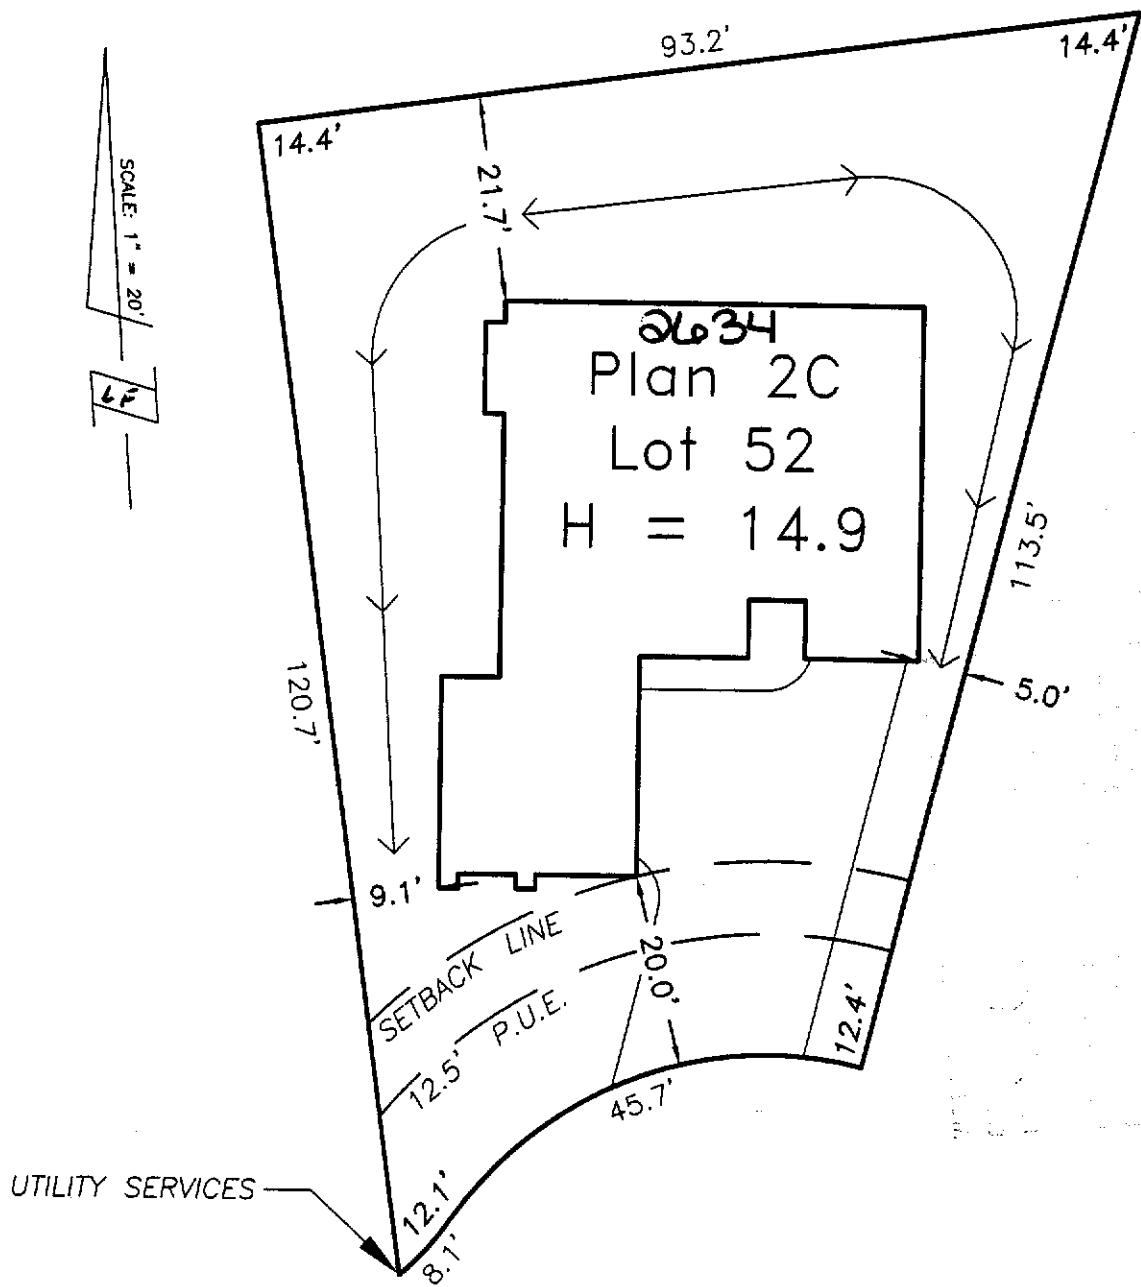 93.2'
14.4'
14.4'
SCALE: 1" = 20'
21.7'
2634
Plan 2C
Lot 52
H = 14.9
113.5'
120.7'
5.0'
9.1'
SETBACK LINE
20.0'
12.5' P.U.E.
12.4'
45.7'
UTILITY SERVICES
12.1'
8.1'